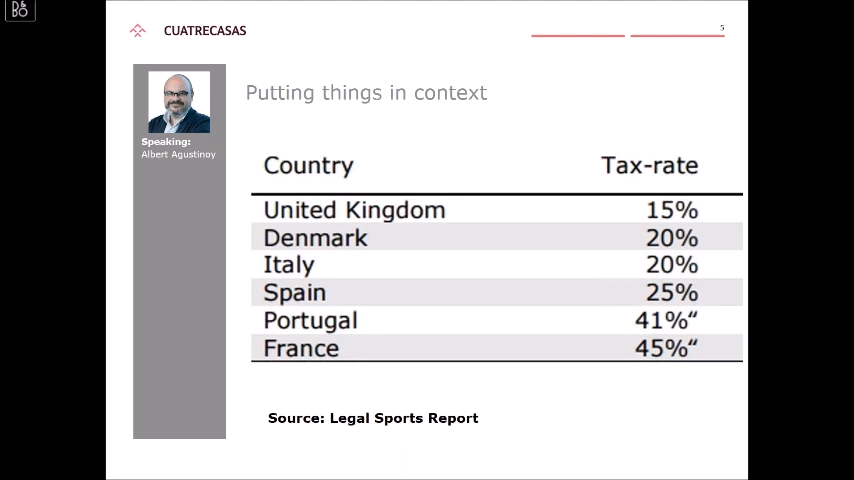 B&O
CUATRECASAS
5
Speaking:
Albert Agustinoy
Putting things in context
Country Tax-rate
United Kingdom 15%
Denmark 20%
Italy 20%
Spain 25%
Portugal 41%“
France 45%“
Source: Legal Sports Report